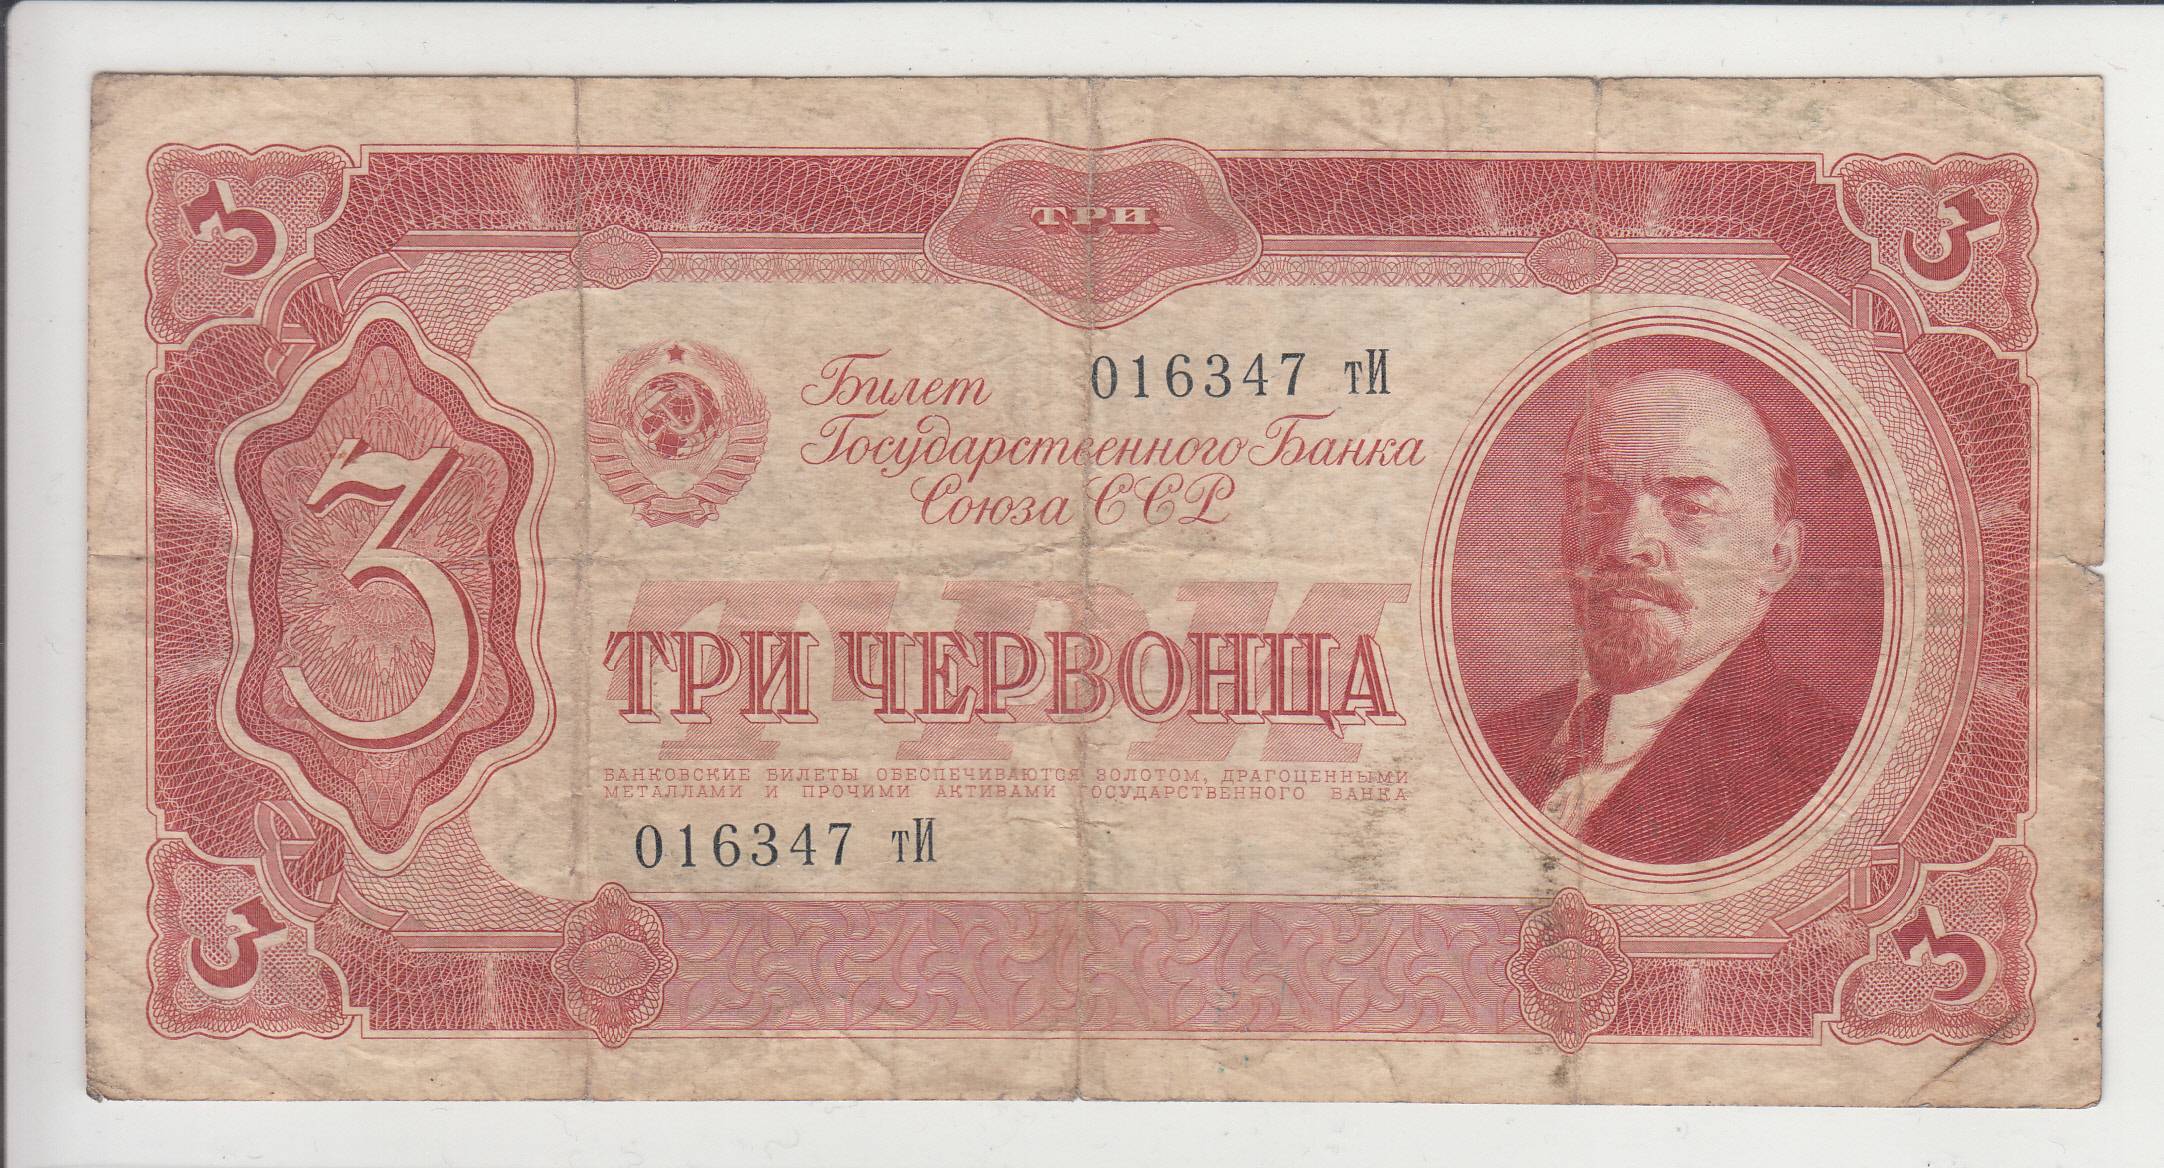 3 ТРИ 3
Билет 016347 тИ
Государственного Банка
Союза ССР
3
ТРИ
ТРИ ЧЕРВОНЦА
БАНКОВСКИЕ БИЛЕТЫ ОБЕСПЕЧИВАЮТСЯ ЗОЛОТОМ, ДРАГОЦЕННЫМИ
МЕТАЛЛАМИ И ПРОЧИМИ АКТИВАМИ ГОСУДАРСТВЕННОГО БАНКА
016347 тИ
3 3